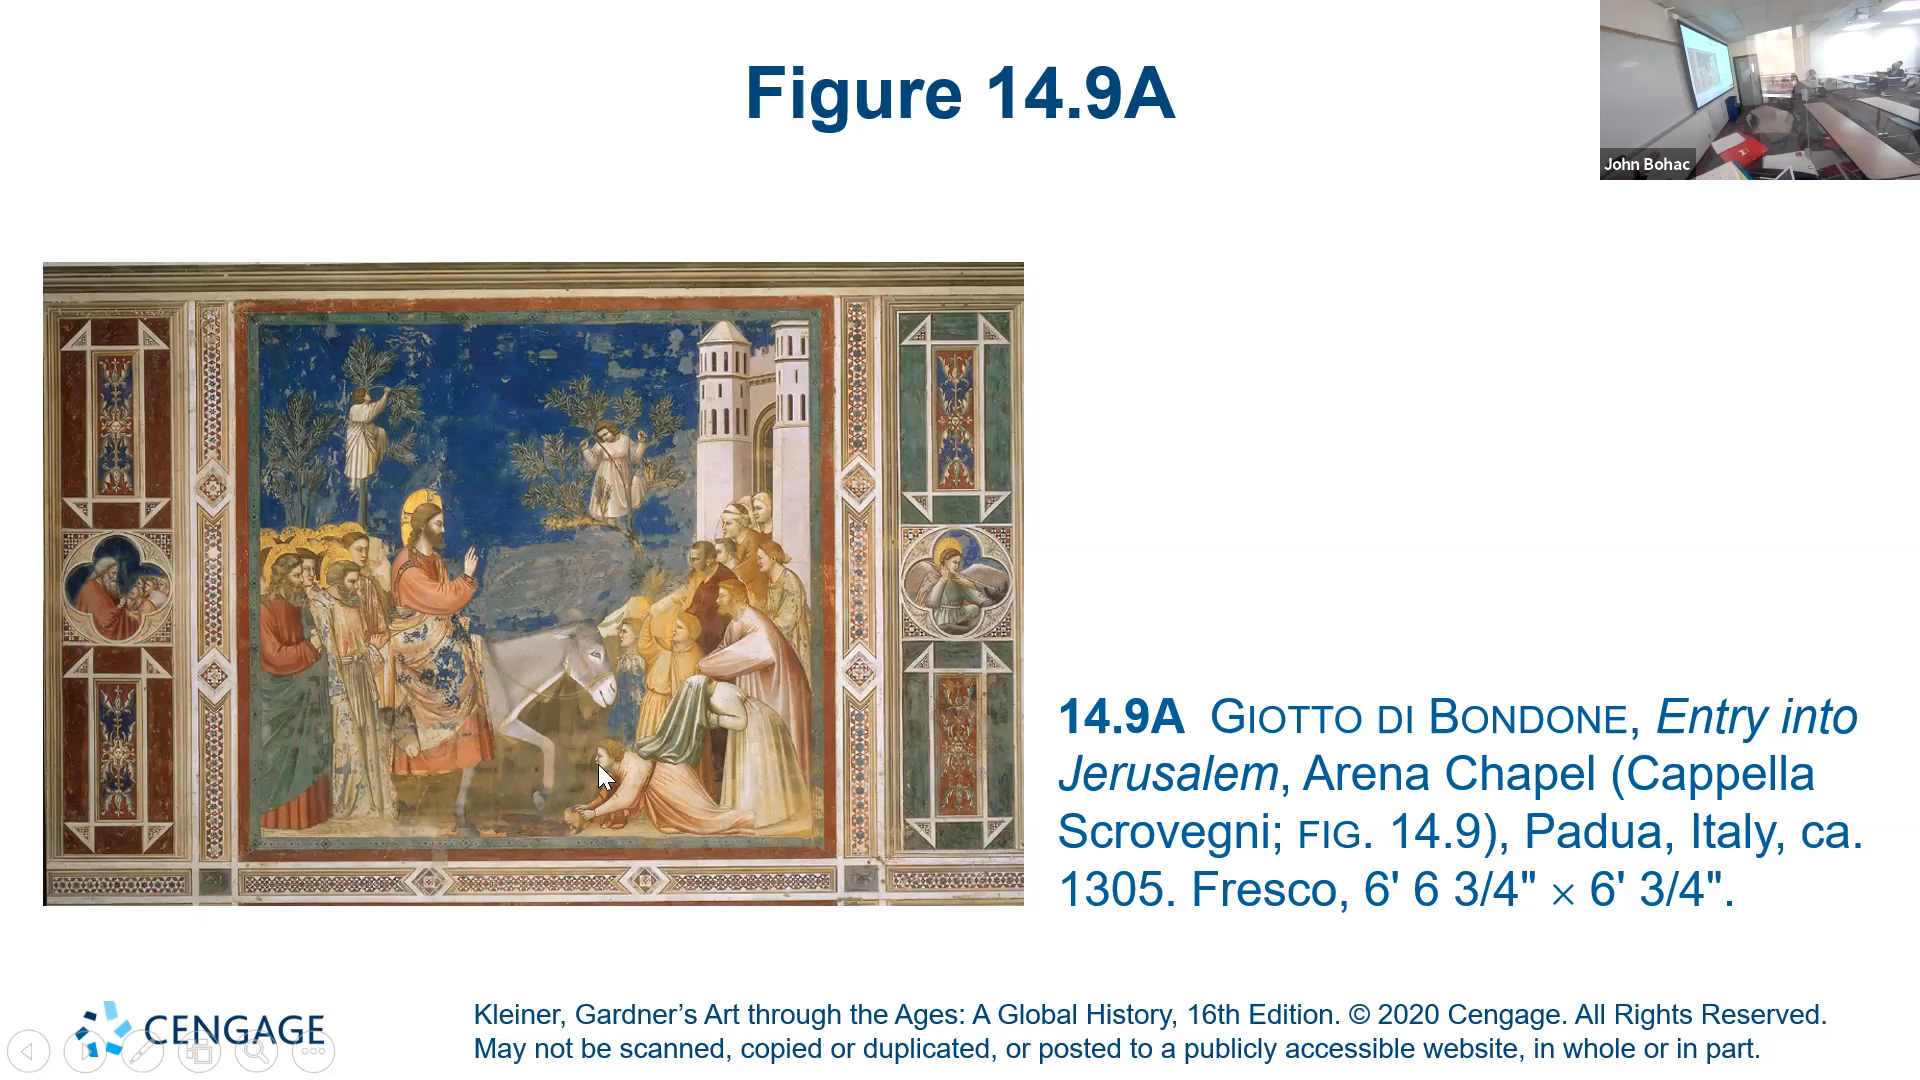 Figure 14.9A
John Bohac
14.9A GIOTTO DI BONDONE, Entry into
Jerusalem, Arena Chapel (Cappella
Scrovegni; FIG. 14.9), Padua, Italy, ca.
1305. Fresco, 6' 6 3/4" × 6' 3/4".
CENGAGE
Kleiner, Gardner’s Art through the Ages: A Global History, 16th Edition. © 2020 Cengage. All Rights Reserved.
May not be scanned, copied or duplicated, or posted to a publicly accessible website, in whole or in part.